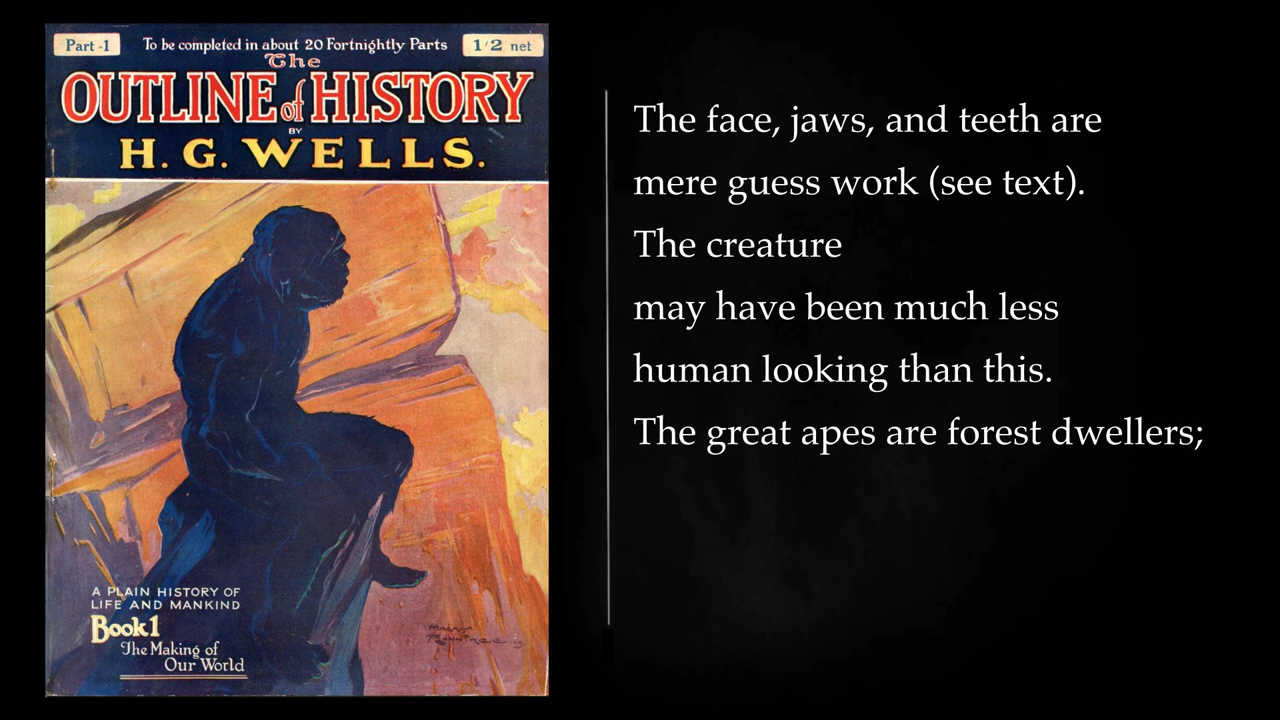 Part -1
To be completed in about 20 Fortnightly Parts
1/2 net
The
OUTLINE of HISTORY
BY
H. G. WELLS.
A PLAIN HISTORY OF
LIFE AND MANKIND
Book 1
The Making of
Our World
The face, jaws, and teeth are
mere guess work (see text).
The creature
may have been much less
human looking than this.
The great apes are forest dwellers;